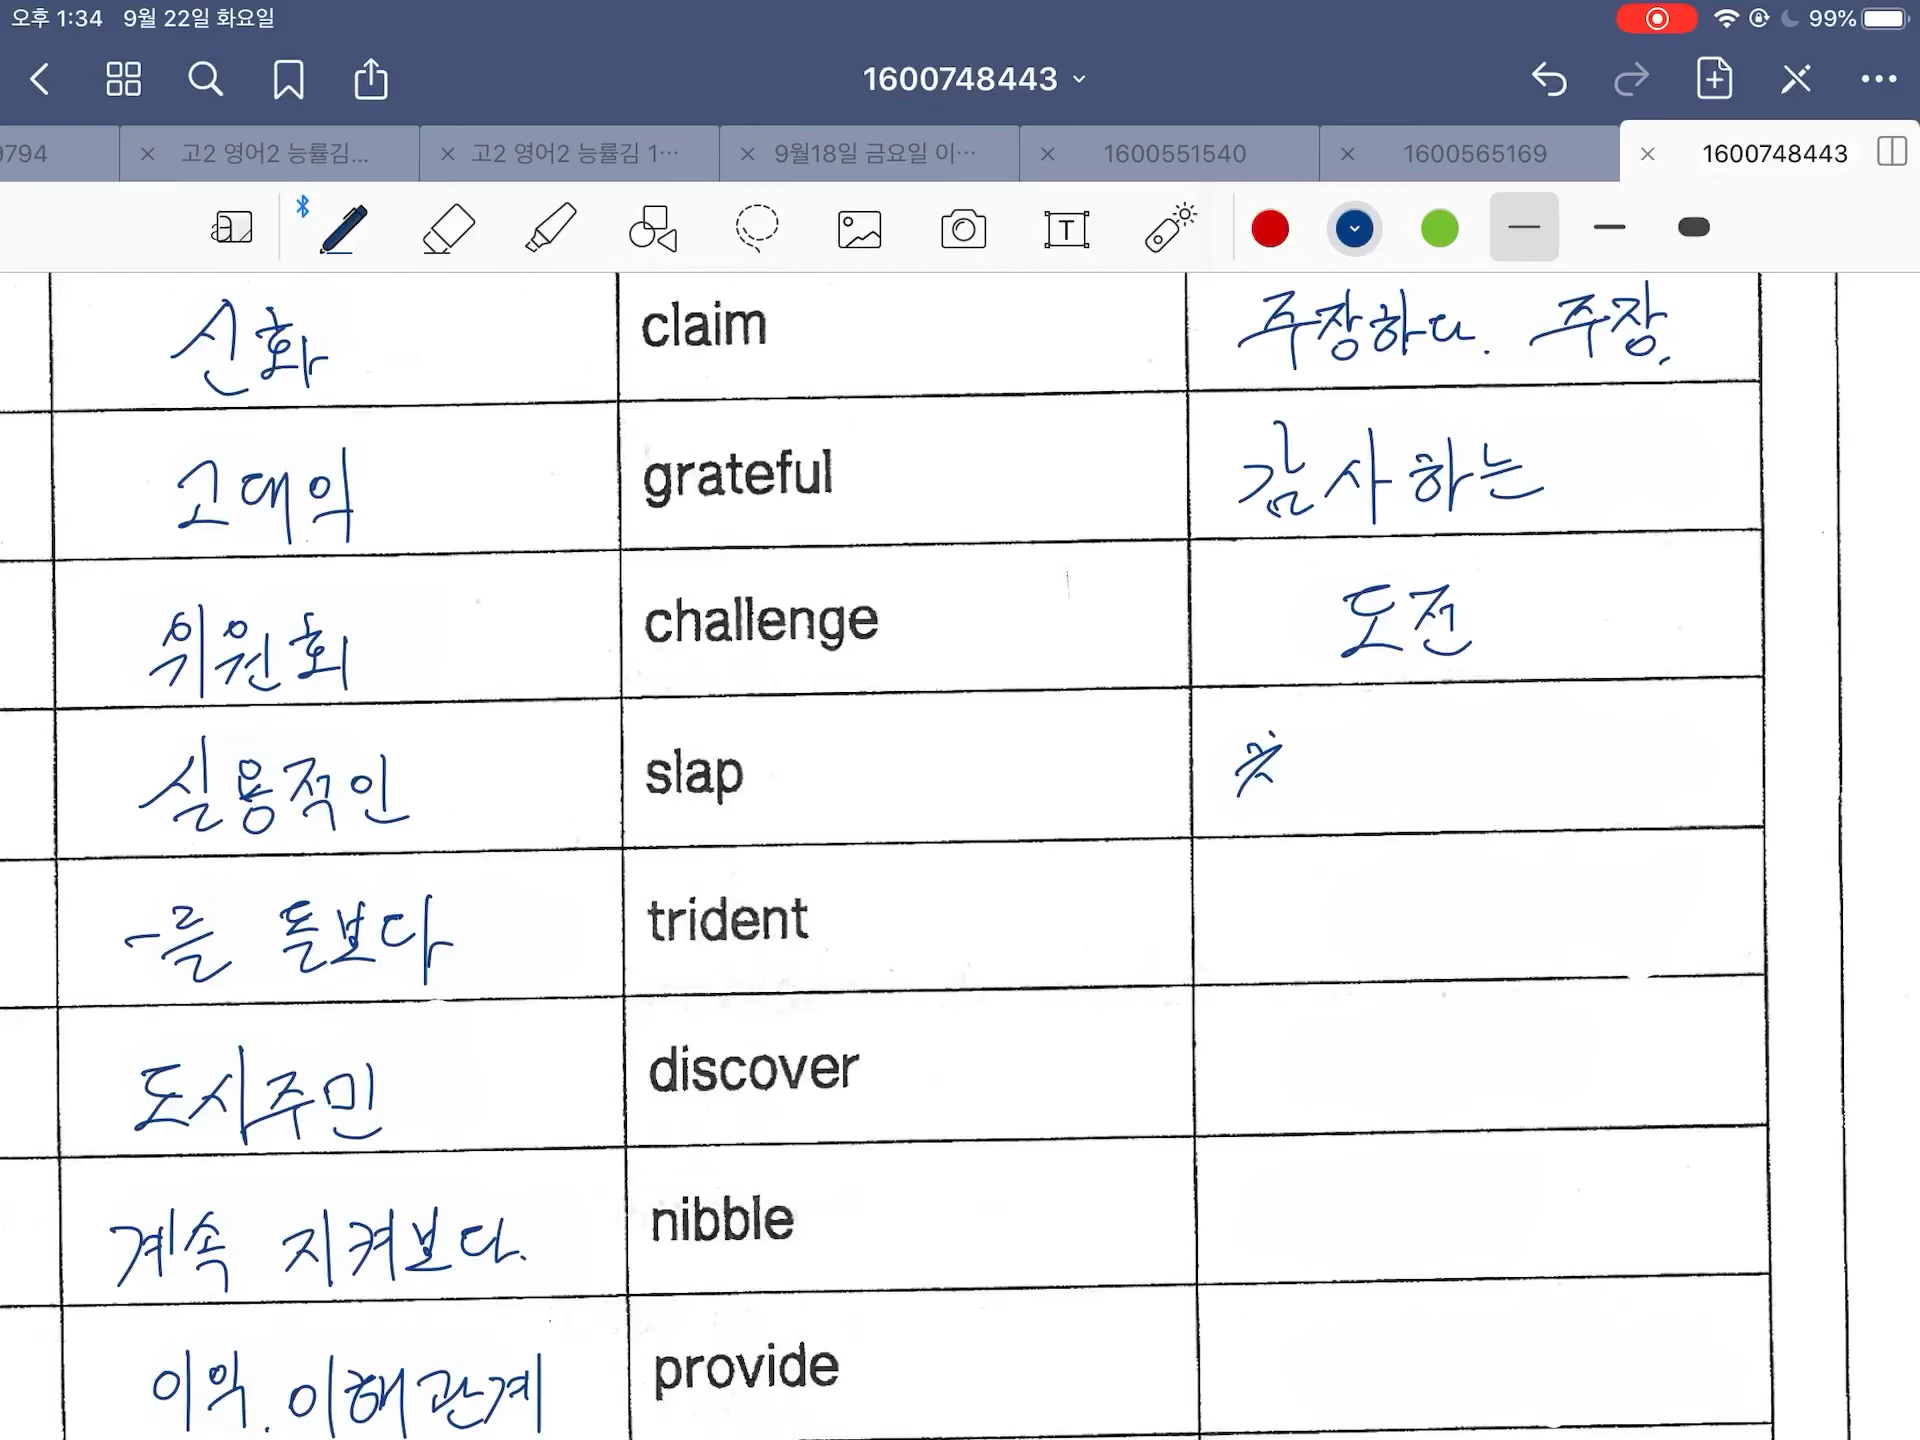 오후 1:34 9월 22일 화요일
99%
1600748443
9794
고2 영어2 능률김...
고2 영어2 능률김 1...
9월18일 금요일 이...
1600551540
1600565169
1600748443
T
신화 claim 주장하다. 주장.
고대의 grateful 감사하는
위원회 challenge 도전
실용적인 slap
-를 돌보다 trident
도시주민 discover
계속 지켜보다. nibble
이익. 이해관계 provide